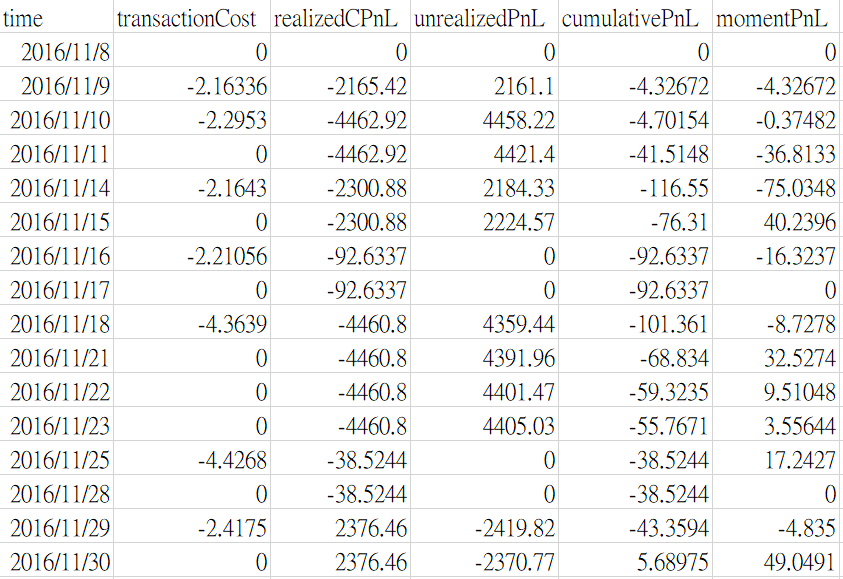 time transactionCost realizedCPnL unrealizedPnL cumulativePnL momentPnL
2016/11/8 0 0 0 0 0
2016/11/9 -2.16336 -2165.42 2161.1 -4.32672 -4.32672
2016/11/10 -2.2953 -4462.92 4458.22 -4.70154 -0.37482
2016/11/11 0 -4462.92 4421.4 -41.5148 -36.8133
2016/11/14 -2.1643 -2300.88 2184.33 -116.55 -75.0348
2016/11/15 0 -2300.88 2224.57 -76.31 40.2396
2016/11/16 -2.21056 -92.6337 0 -92.6337 -16.3237
2016/11/17 0 -92.6337 0 -92.6337 0
2016/11/18 -4.3639 -4460.8 4359.44 -101.361 -8.7278
2016/11/21 0 -4460.8 4391.96 -68.834 32.5274
2016/11/22 0 -4460.8 4401.47 -59.3235 9.51048
2016/11/23 0 -4460.8 4405.03 -55.7671 3.55644
2016/11/25 -4.4268 -38.5244 0 -38.5244 17.2427
2016/11/28 0 -38.5244 0 -38.5244 0
2016/11/29 -2.4175 2376.46 -2419.82 -43.3594 -4.835
2016/11/30 0 2376.46 -2370.77 5.68975 49.0491